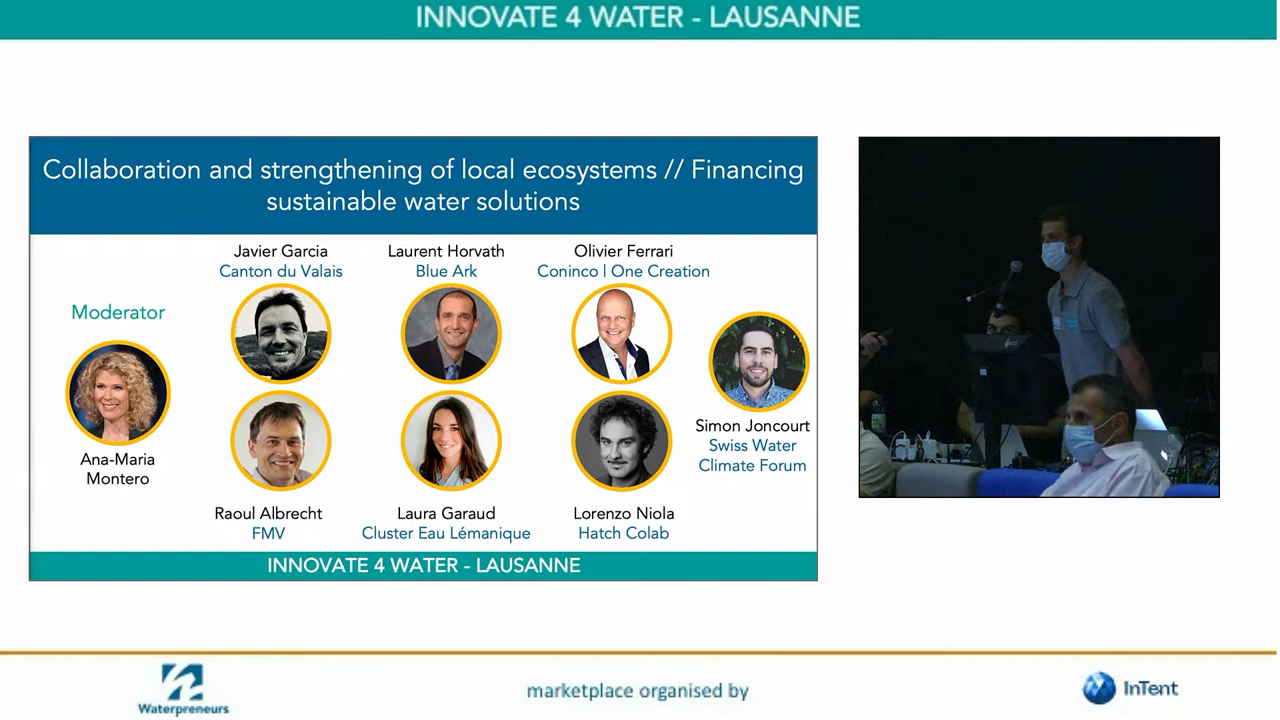 INNOVATE 4 WATER - LAUSANNE
Collaboration and strengthening of local ecosystems // Financing
sustainable water solutions
Moderator
Ana-Maria
Montero
Javier Garcia
Canton du Valais
Laurent Horvath
Blue Ark
Olivier Ferrari
Coninco | One Creation
Raoul Albrecht
FMV
Laura Garaud
Cluster Eau Lémanique
Lorenzo Niola
Hatch Colab
Simon Joncourt
Swiss Water
Climate Forum
INNOVATE 4 WATER - LAUSANNE
Waterpreneurs
marketplace organised by
InTent